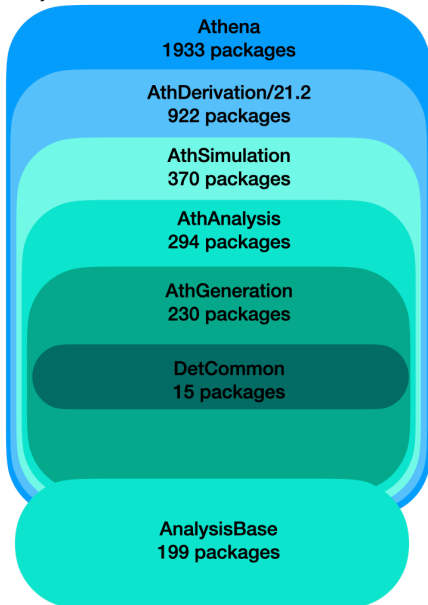 Athena
1933 packages
AthDerivation/21.2
922 packages
AthSimulation
370 packages
AthAnalysis
294 packages
AthGeneration
230 packages
DetCommon
15 packages
AnalysisBase
199 packages